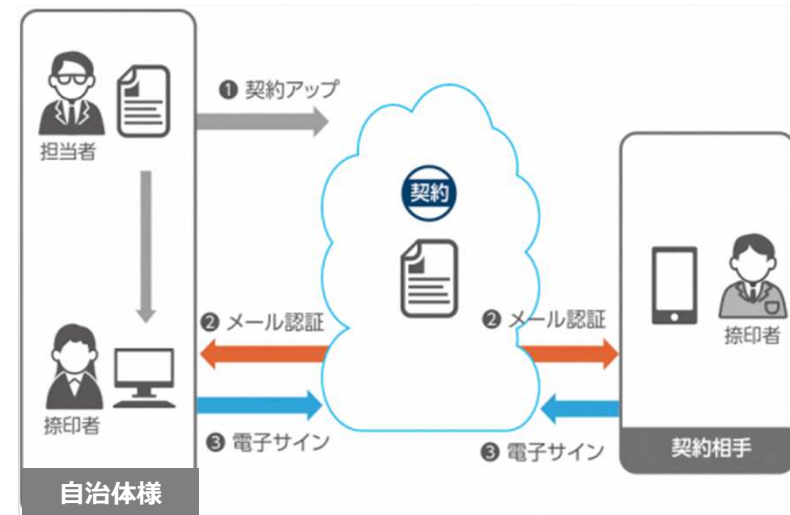 担当者
❶ 契約アップ
契約
❷ メール認証
❷ メール認証
捺印者
捺印者
❸ 電子サイン
❸ 電子サイン
契約相手
自治体様